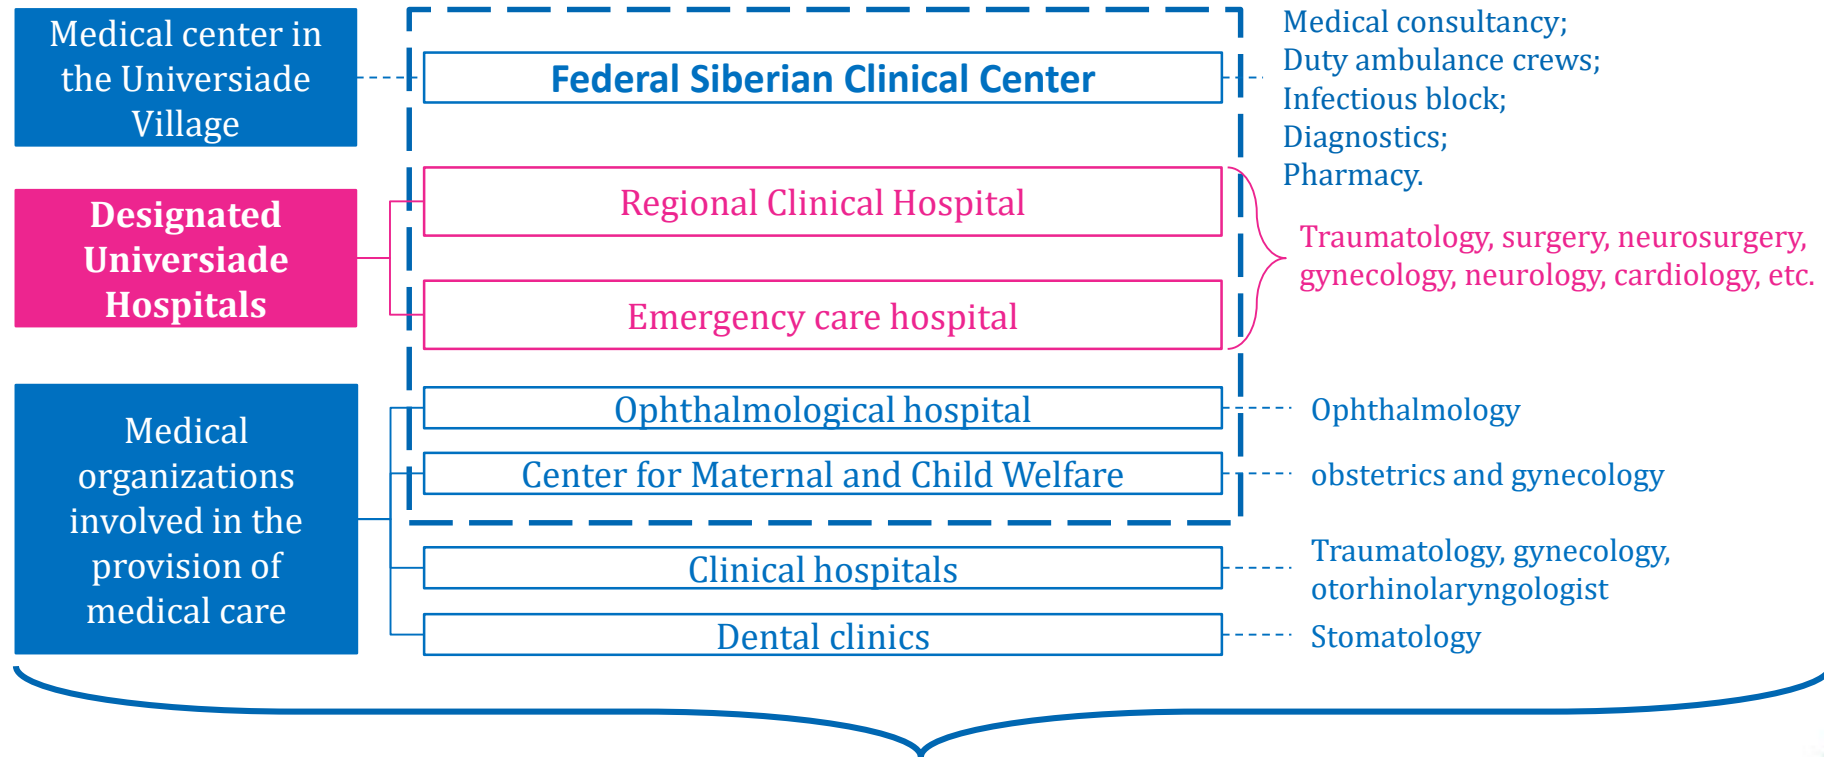 Medical center in
the Universiade
Village
Federal Siberian Clinical Center
Medical consultancy;
Duty ambulance crews;
Infectious block;
Diagnostics;
Pharmacy.
Designated
Universiade
Hospitals
Regional Clinical Hospital
Emergency care hospital
Traumatology, surgery, neurosurgery,
gynecology, neurology, cardiology, etc.
Medical
organizations
involved in the
provision of
medical care
Ophthalmological hospital
Ophthalmology
Center for Maternal and Child Welfare
obstetrics and gynecology
Clinical hospitals
Traumatology, gynecology,
otorhinolaryngologist
Dental clinics
Stomatology